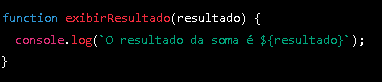 function exibirResultado(resultado) {
  console.log(`O resultado da soma é ${resultado}`);
}